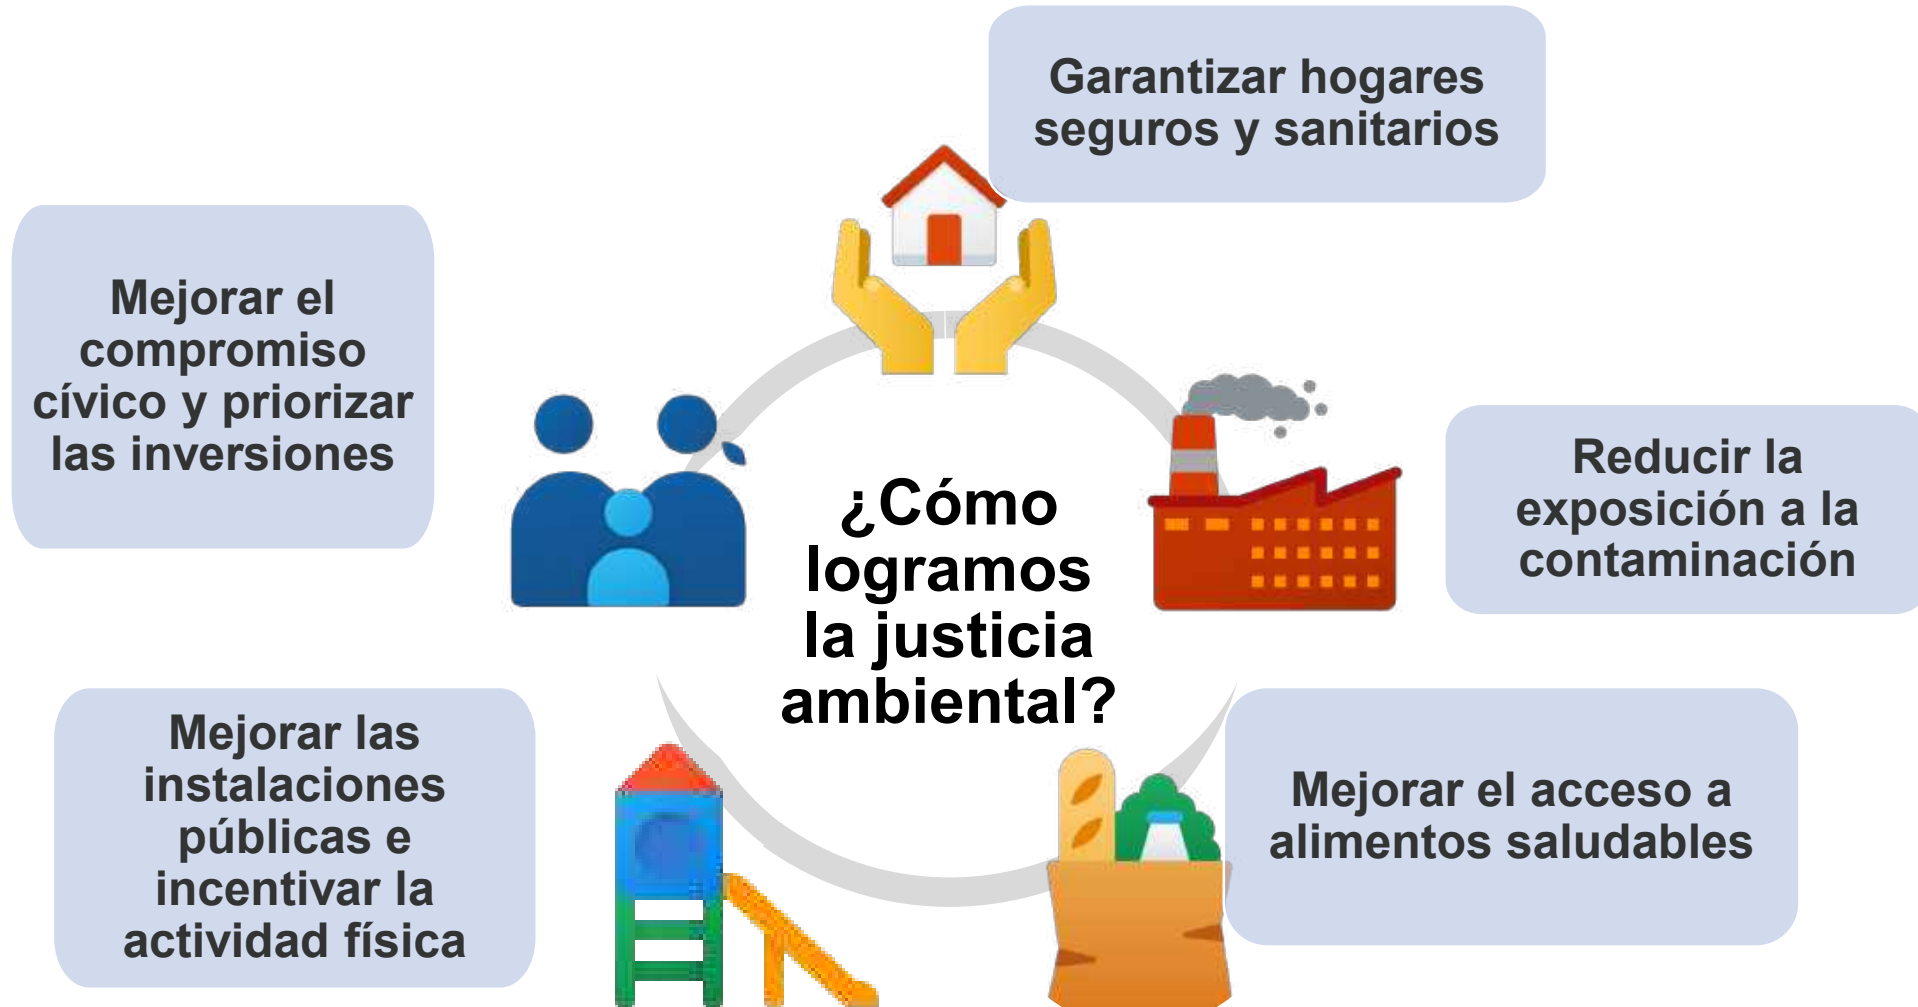 Garantizar hogares
seguros y sanitarios
Mejorar el
compromiso
cívico y priorizar
las inversiones
¿Cómo
logramos
la justicia
ambiental?
Reducir la
exposición a la
contaminación
Mejorar las
instalaciones
públicas e
incentivar la
actividad física
Mejorar el acceso a
alimentos saludables